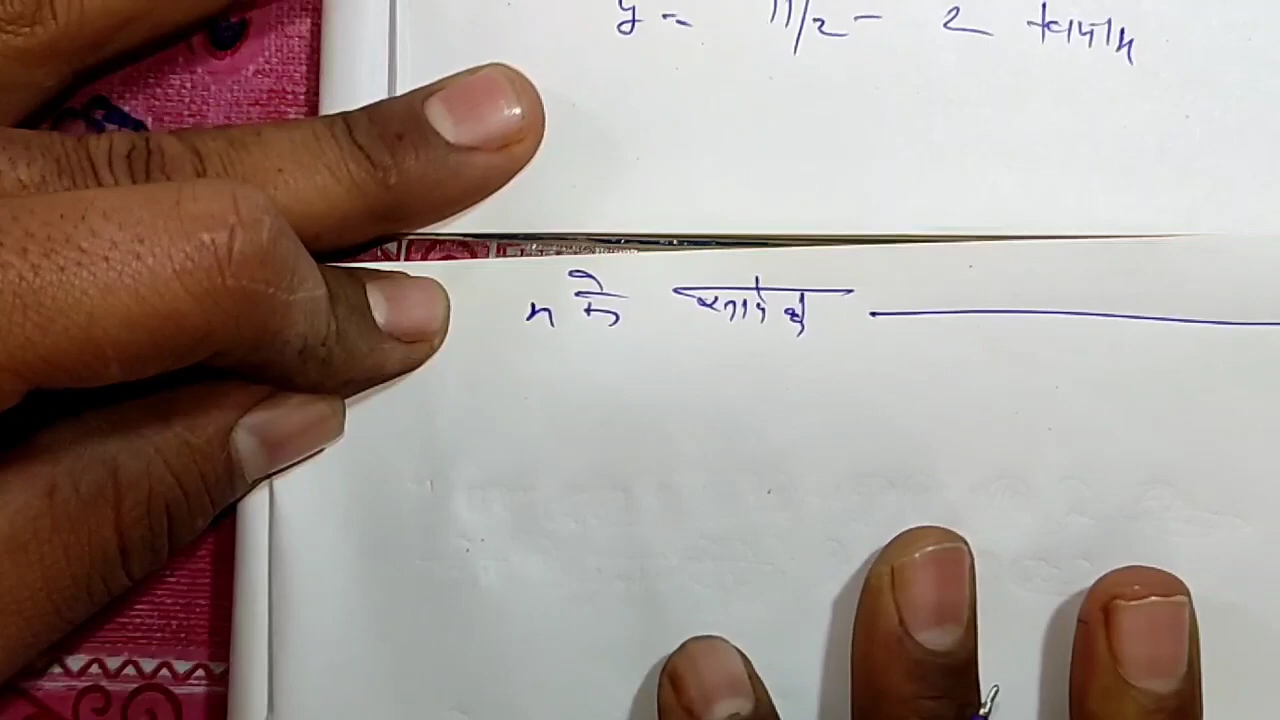 y = π/2 - 2
n के सापेक्ष